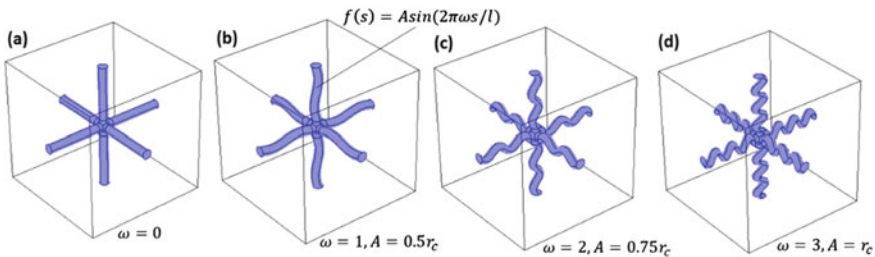 f(s) = Asin(2πωs/l)
(a)
(b)
(c)
(d)
ω = 0
ω = 1, A = 0.5r_c
ω = 2, A = 0.75r_c
ω = 3, A = r_c